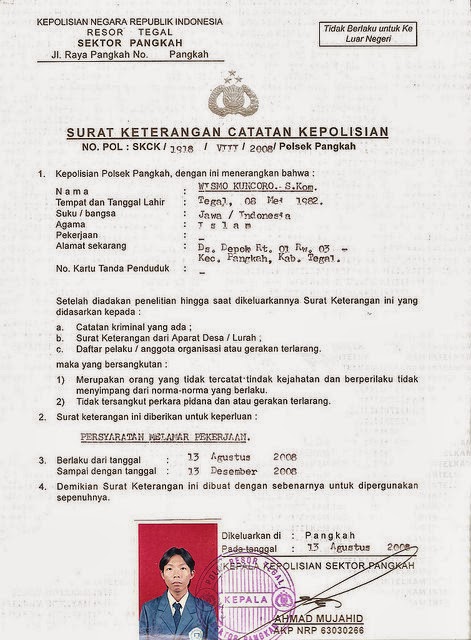 KEPOLISIAN NEGARA REPUBLIK INDONESIA
RESOR TEGAL
SEKTOR PANGKAH
Jl. Raya Pangkah No. Pangkah
Tidak Berlaku untuk Ke
Luar Negeri
SURAT KETERANGAN CATATAN KEPOLISIAN
NO. POL : SKCK / 1918 / VIII / 2008/ Polsek Pangkah
1. Kepolisian Polsek Pangkah, dengan ini menerangkan bahwa :
N a m a : WISMO KUNCORO.. S.Kom.
Tempat dan Tanggal Lahir : Tegal, 08 Mei 1982.
Suku / bangsa : Jawa / Indonesia
Agama : I s l a m
Pekerjaan : –
Alamat sekarang : Ds. Depok Rt. 01 Rw. 03 –
Kec. Pangkah, Kab. Tegal.
No. Kartu Tanda Penduduk : –
Setelah diadakan penelitian hingga saat dikeluarkannya Surat Keterangan ini yang
didasarkan kepada :
a. Catatan kriminal yang ada ;
b. Surat Keterangan dari Aparat Desa / Lurah ;
c. Daftar pelaku / anggota organisasi atau gerakan terlarang.
maka yang bersangkutan :
1) Merupakan orang yang tidak tercatat tindak kejahatan dan berperilaku tidak
menyimpang dari norma-norma yang berlaku.
2) Tidak tersangkut perkara pidana dan atau gerakan terlarang.
2. Surat keterangan ini diberikan untuk keperluan :
PERSYARATAN MELAMAR PEKERJAAN.
3. Berlaku dari tanggal : 13 Agustus 2008
Sampai dengan tanggal : 13 Desember 2008
4. Demikian Surat Keterangan ini dibuat dengan sebenarnya untuk dipergunakan
sepenuhnya.
Dikeluarkan di : Pangkah
Pada tanggal : 13 Agustus 2008
KEPALA KEPOLISIAN SEKTOR PANGKAH
RESOR TEGAL
KEPALA
AHMAD MUJAHID
AKP NRP 63030266